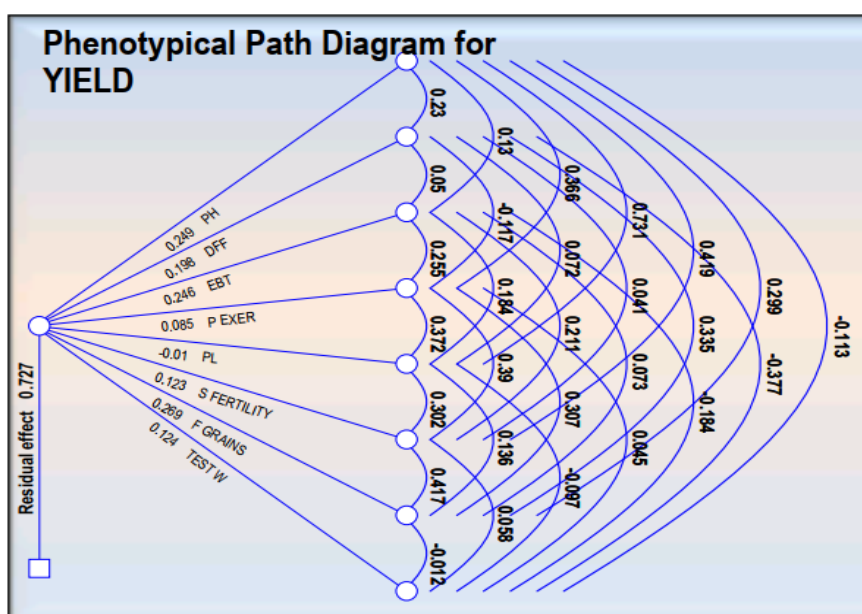 Phenotypical Path Diagram for
YIELD
0.23
0.05
0.255
0.372
0.302
0.417
-0.012
0.13
-0.117
0.184
0.39
0.136
0.058
0.366
0.072
0.211
0.307
-0.097
0.731
0.041
0.073
0.045
0.419
0.335
-0.184
0.299
-0.377
-0.113
0.249 PH
0.198 DFF
0.246 EBT
0.085 P EXER
-0.01 PL
0.123 S FERTILITY
0.269 F GRAINS
0.124 TEST W
Residual effect 0.727